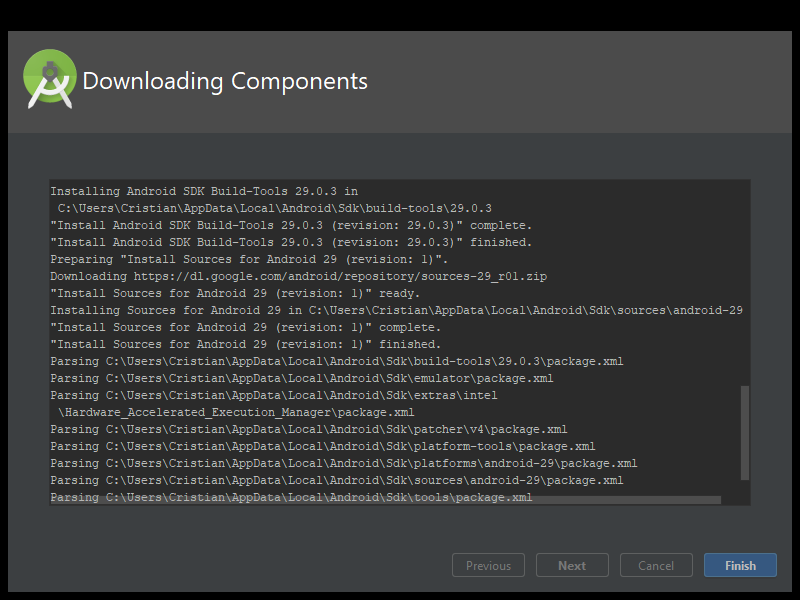 Downloading Components
Installing Android SDK Build-Tools 29.0.3 in
C:\Users\Cristian\AppData\Local\Android\Sdk\build-tools\29.0.3
"Install Android SDK Build-Tools 29.0.3 (revision: 29.0.3)" complete.
"Install Android SDK Build-Tools 29.0.3 (revision: 29.0.3)" finished.
Preparing "Install Sources for Android 29 (revision: 1)".
Downloading https://dl.google.com/android/repository/sources-29_r01.zip
"Install Sources for Android 29 (revision: 1)" ready.
Installing Sources for Android 29 in C:\Users\Cristian\AppData\Local\Android\Sdk\sources\android-29
"Install Sources for Android 29 (revision: 1)" complete.
"Install Sources for Android 29 (revision: 1)" finished.
Parsing C:\Users\Cristian\AppData\Local\Android\Sdk\build-tools\29.0.3\package.xml
Parsing C:\Users\Cristian\AppData\Local\Android\Sdk\emulator\package.xml
Parsing C:\Users\Cristian\AppData\Local\Android\Sdk\extras\intel
\Hardware_Accelerated_Execution_Manager\package.xml
Parsing C:\Users\Cristian\AppData\Local\Android\Sdk\patcher\v4\package.xml
Parsing C:\Users\Cristian\AppData\Local\Android\Sdk\platform-tools\package.xml
Parsing C:\Users\Cristian\AppData\Local\Android\Sdk\platforms\android-29\package.xml
Parsing C:\Users\Cristian\AppData\Local\Android\Sdk\sources\android-29\package.xml
Parsing C:\Users\Cristian\AppData\Local\Android\Sdk\tools\package.xml
Previous Next Cancel Finish